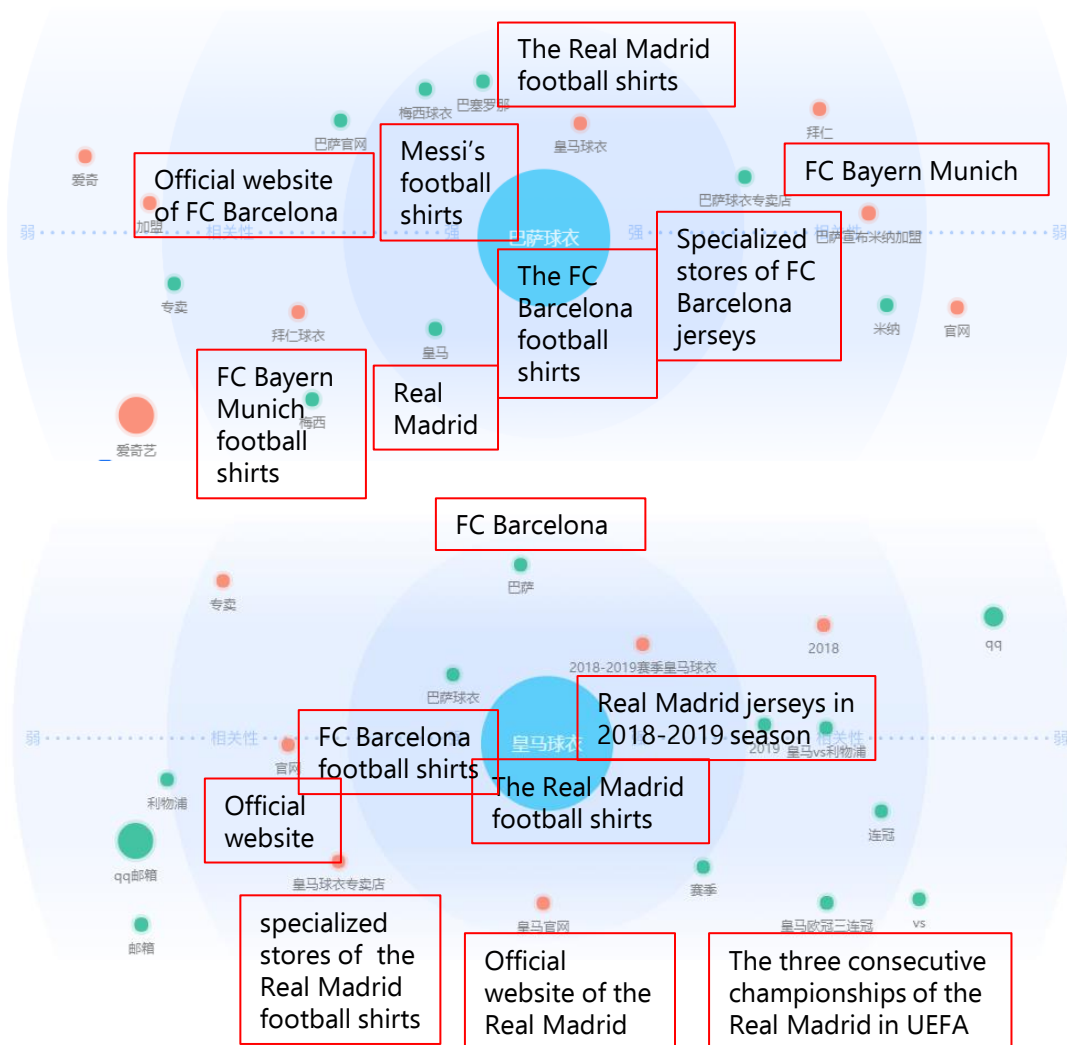 The Real Madrid
football shirts
梅西球衣
巴塞罗那
拜仁
巴萨官网
皇马球衣
爱奇
Messi's
football
shirts
FC Bayern Munich
Official website
of FC Barcelona
巴萨球衣专卖店
加盟
弱
相关性
强
巴萨球衣
强
相关性
弱
巴萨宣布米纳加盟
Specialized
stores of FC
Barcelona
jerseys
The FC
Barcelona
football
shirts
专卖
拜仁球衣
皇马
米纳
官网
FC Bayern
Munich
football
shirts
梅西
Real
Madrid
爱奇艺
FC Barcelona
巴萨
专卖
2018
qq
2018-2019赛季皇马球衣
巴萨球衣
Real Madrid jerseys in
2018-2019 season
弱
相关性
皇马球衣
强
相关性
弱
官网
FC Barcelona
football shirts
2019
皇马vs利物浦
The Real Madrid
football shirts
利物浦
Official
website
连冠
qq邮箱
皇马球衣专卖店
赛季
邮箱
皇马官网
皇马欧冠三连冠
vs
specialized
stores of the
Real Madrid
football shirts
Official
website of the
Real Madrid
The three consecutive
championships of the
Real Madrid in UEFA